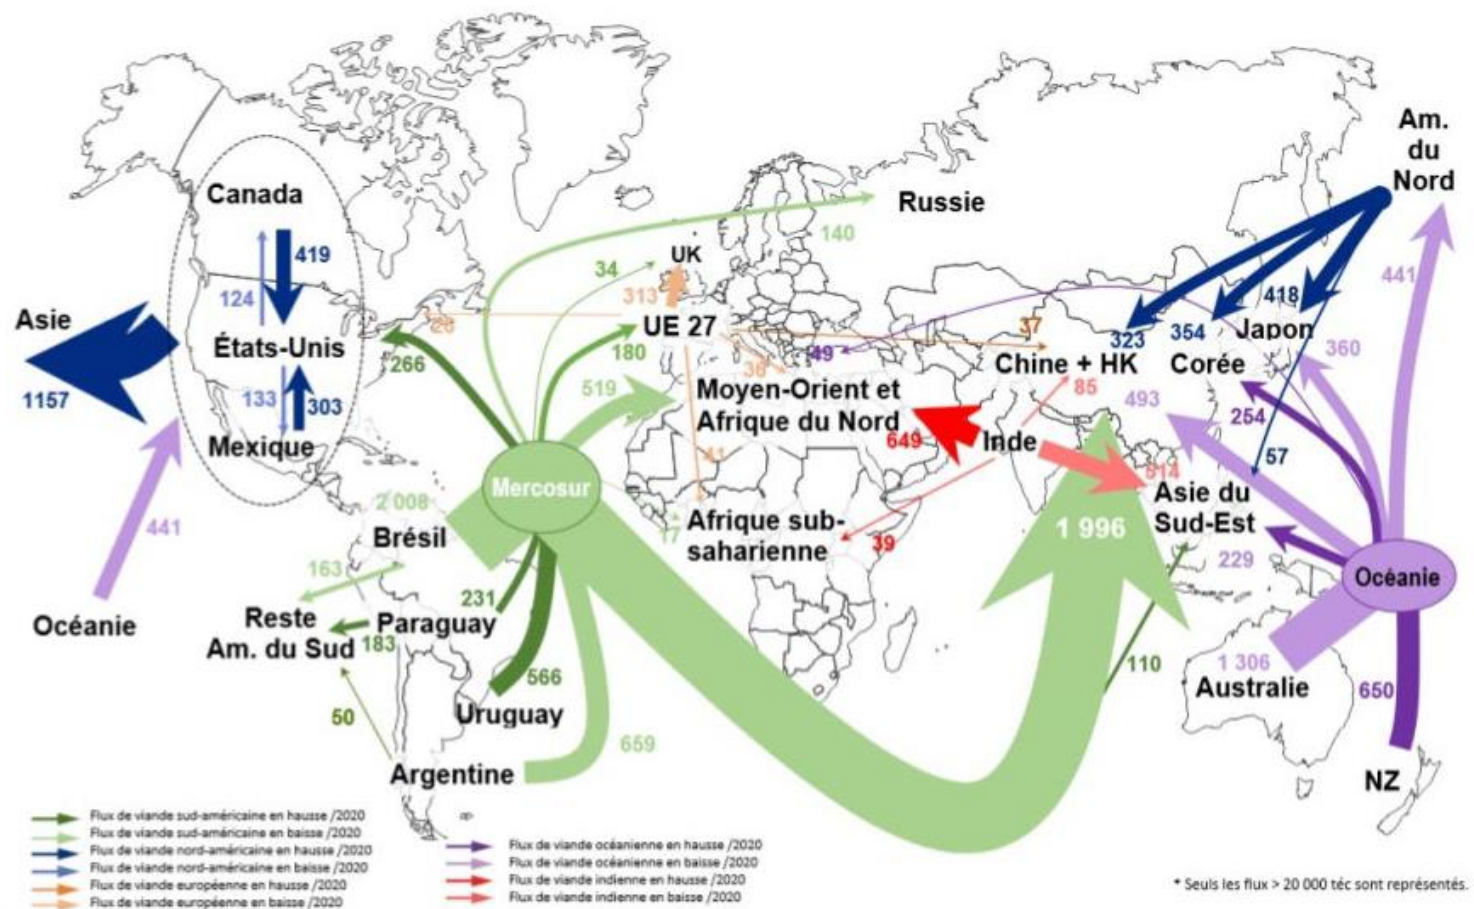 Am.
du
Nord
Canada
Russie
140
419
UK
34
441
124
313
418
Asie
26
UE 27
37
Japon
États-Unis
323
354
180
49
360
266
36
Chine + HK
Corée
1157
133
303
519
Moyen-Orient et
Afrique du Nord
85
493
254
Mexique
649
Inde
41
57
514
Mercosur
Asie du
Sud-Est
2 008
441
Brésil
17
Afrique sub-
saharienne
39
1 996
229
Océanie
163
231
Océanie
Reste
Am. du Sud
Paraguay
183
110
566
1 306
Australie
650
50
Uruguay
659
Argentine
NZ
Flux de viande sud-américaine en hausse /2020
Flux de viande sud-américaine en baisse /2020
Flux de viande nord-américaine en hausse /2020
Flux de viande nord-américaine en baisse /2020
Flux de viande européenne en hausse /2020
Flux de viande européenne en baisse /2020
Flux de viande océanienne en hausse /2020
Flux de viande océanienne en baisse /2020
Flux de viande indienne en hausse /2020
Flux de viande indienne en baisse /2020
* Seuls les flux > 20 000 téc sont représentés.